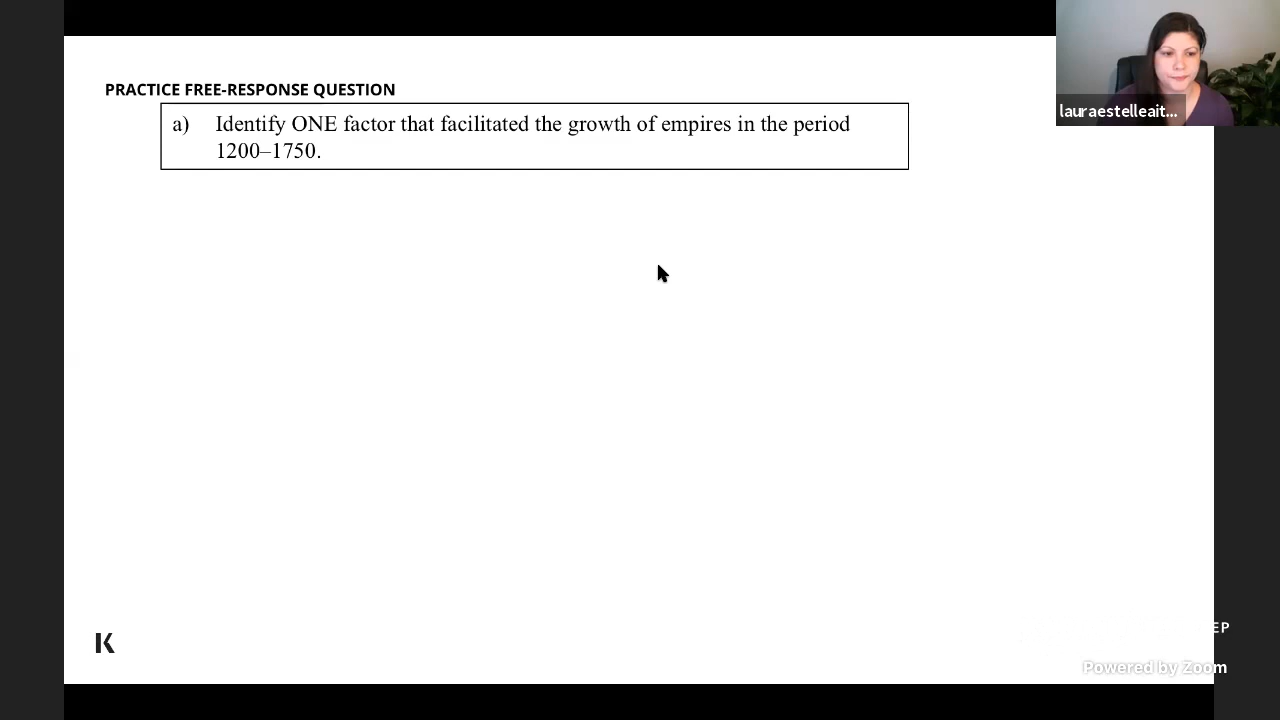 PRACTICE FREE-RESPONSE QUESTION
a) Identify ONE factor that facilitated the growth of empires in the period
1200–1750.
lauraestelleait...
K
EP
Powered by Zoom